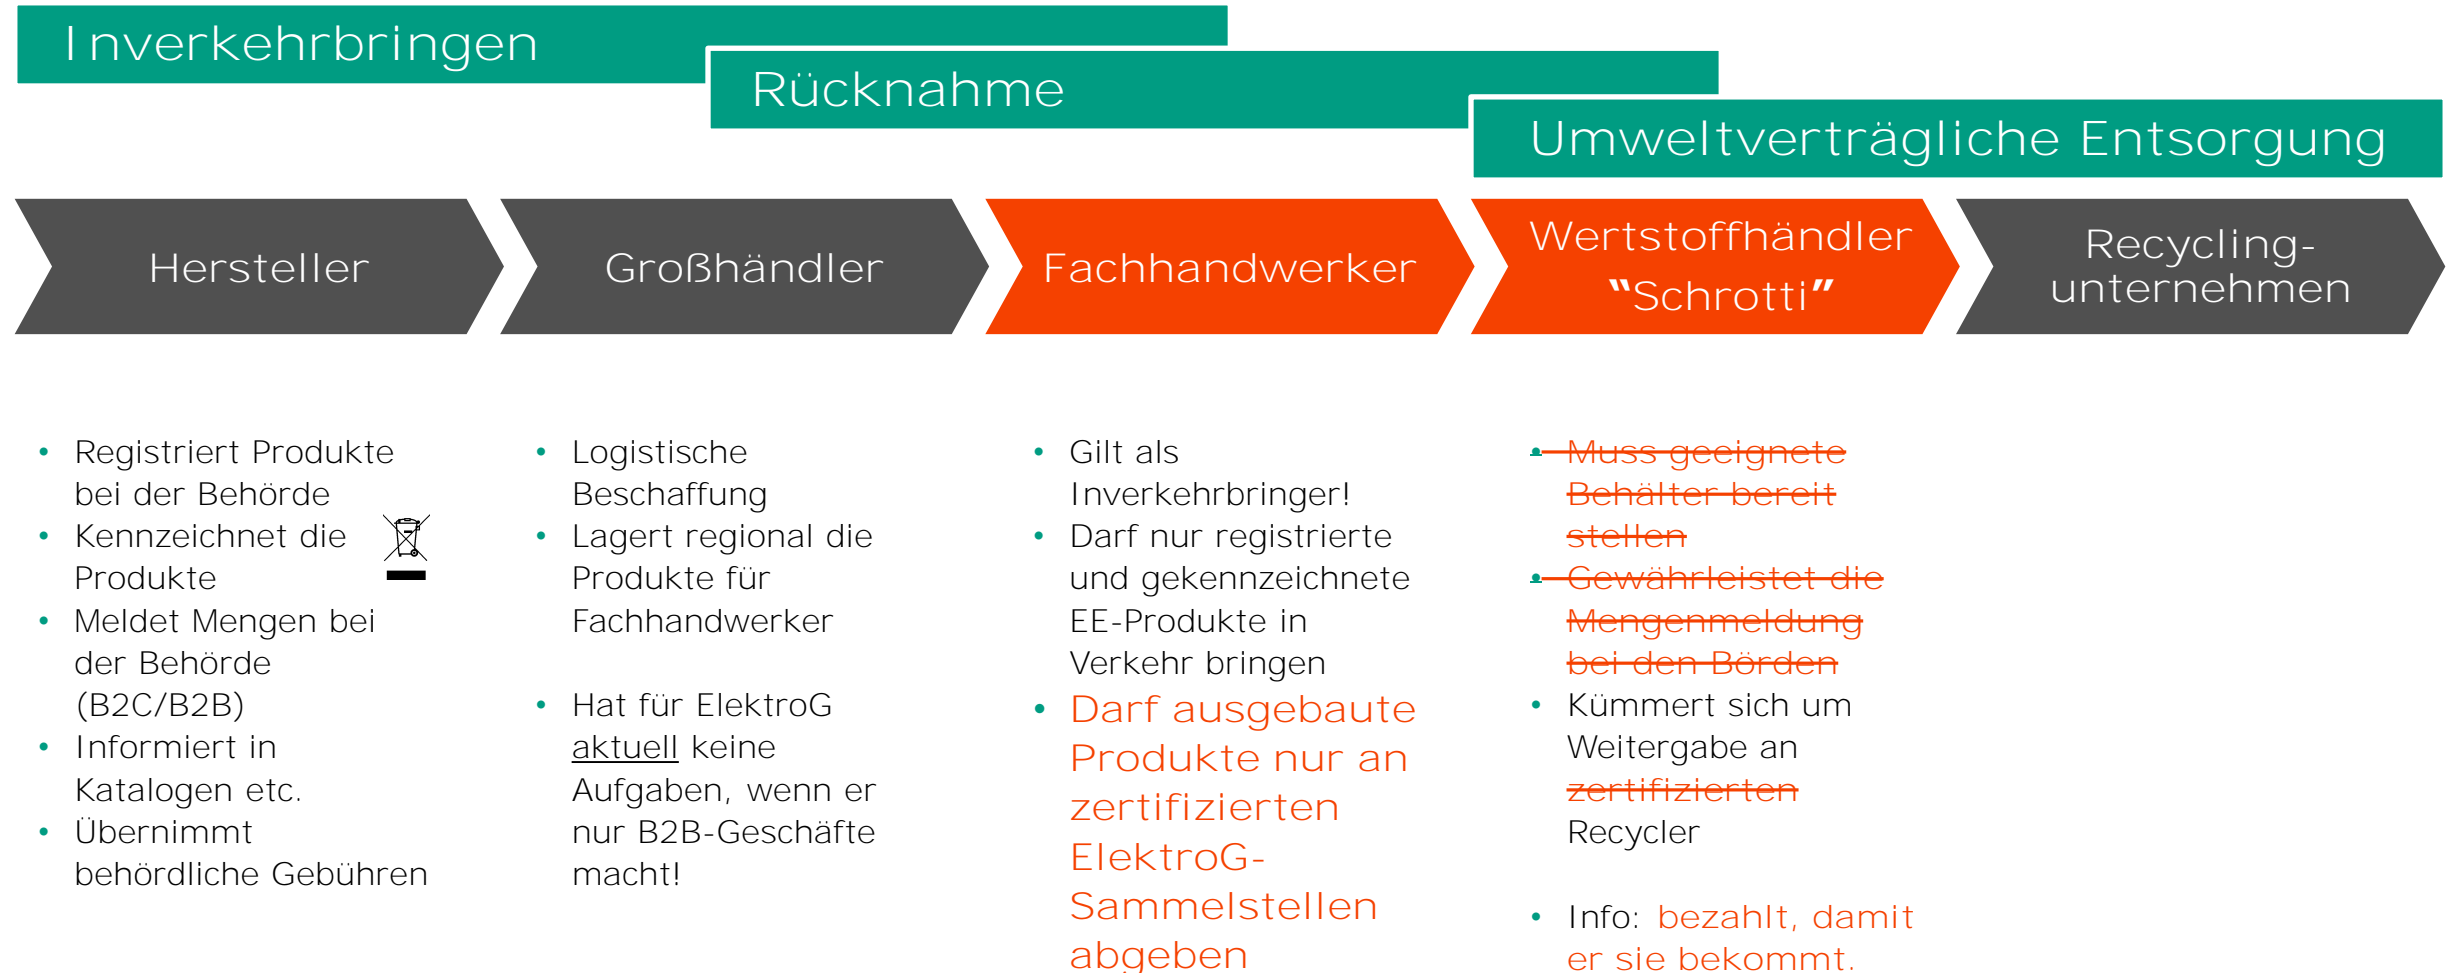 Inverkehrbringen
Rücknahme
Umweltverträgliche Entsorgung
Hersteller
Großhändler
Fachhandwerker
Wertstoffhändler
"Schrotti"
Recycling-
unternehmen
• Registriert Produkte
bei der Behörde
• Kennzeichnet die
Produkte
• Meldet Mengen bei
der Behörde
(B2C/B2B)
• Informiert in
Katalogen etc.
• Übernimmt
behördliche Gebühren
• Logistische
Beschaffung
• Lagert regional die
Produkte für
Fachhandwerker
• Hat für ElektroG
aktuell keine
Aufgaben, wenn er
nur B2B-Geschäfte
macht!
• Gilt als
Inverkehrbringer!
• Darf nur registrierte
und gekennzeichnete
EE-Produkte in
Verkehr bringen
• Darf ausgebaute
Produkte nur an
zertifizierten
ElektroG-
Sammelstellen
abgeben
• Muss geeignete
Behälter bereit
stellen
• Gewährleistet die
Mengenmeldung
bei den Börden
• Kümmert sich um
Weitergabe an
zertifizierten
Recycler
• Info: bezahlt, damit
er sie bekommt.